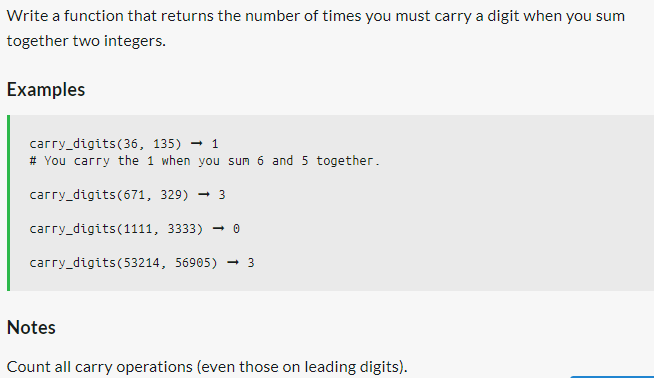 Write a function that returns the number of times you must carry a digit when you sum
together two integers.
Examples
carry_digits(36, 135) ➞ 1
# You carry the 1 when you sum 6 and 5 together.
carry_digits(671, 329) ➞ 3
carry_digits(1111, 3333) ➞ 0
carry_digits(53214, 56905) ➞ 3
Notes
Count all carry operations (even those on leading digits).